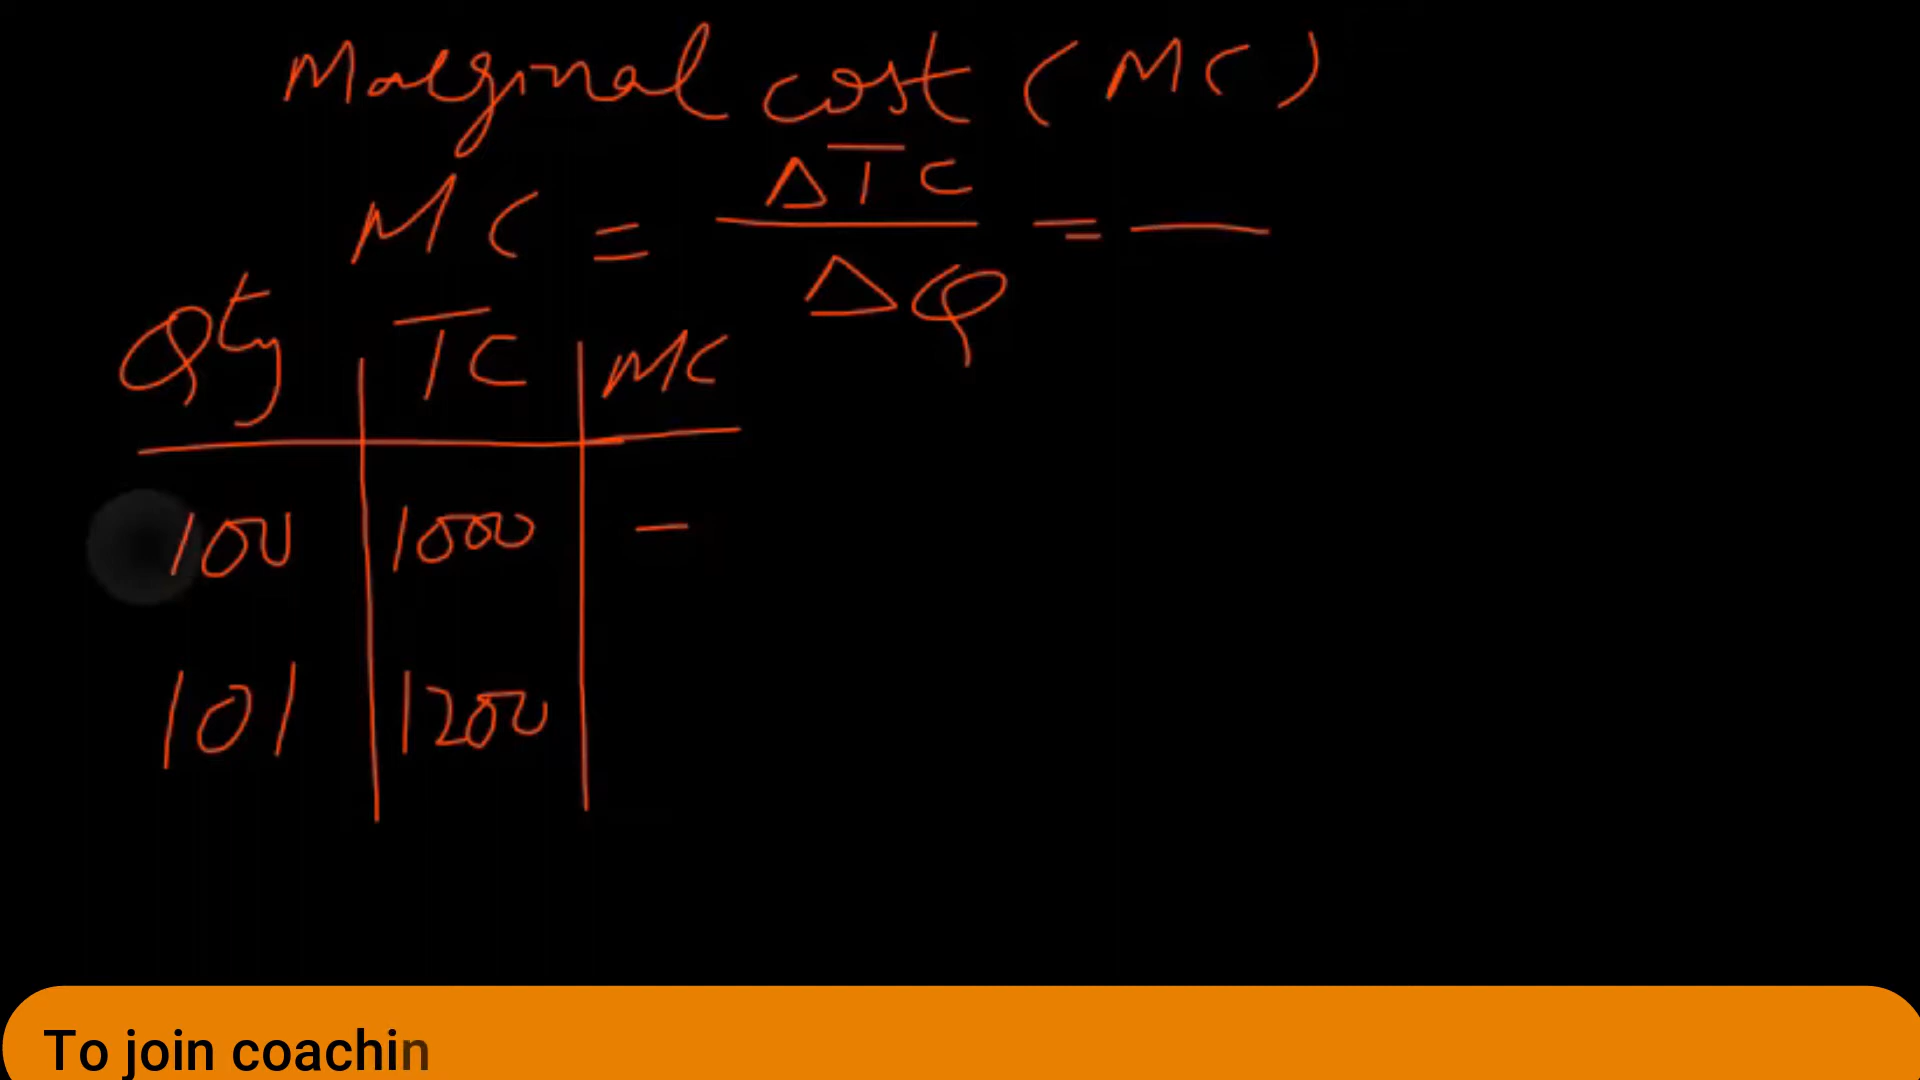 Marginal cost (MC)
MC = ΔTC / ΔQ =
Qty TC MC
100 1000 —
101 1200
To join coachin